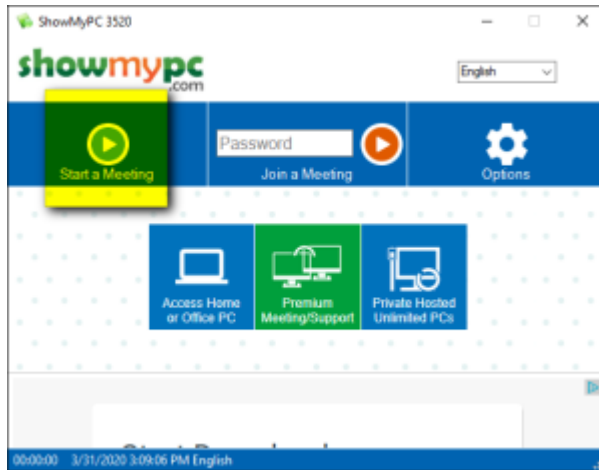 ShowMyPC 3520
showmypc
.com
English
Start a Meeting
Password
Join a Meeting
Options
Access Home
or Office PC
Premium
Meeting/Support
Private Hosted
Unlimited PCs
00:00:00 3/31/2020 3:09:06 PM English